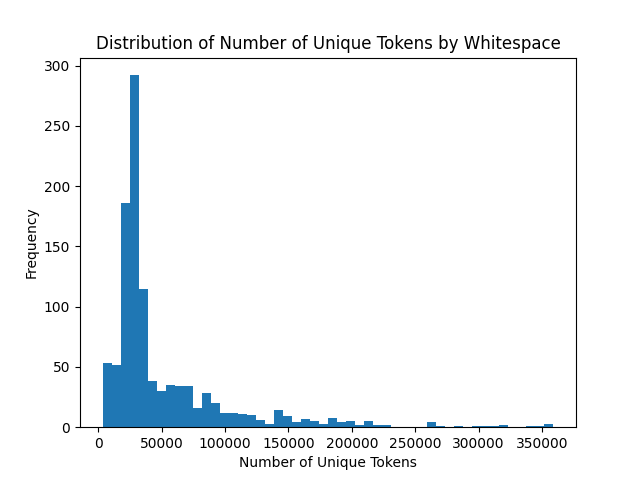 Distribution of Number of Unique Tokens by Whitespace
300
250
200
150
100
50
0
Frequency
0 50000 100000 150000 200000 250000 300000 350000
Number of Unique Tokens